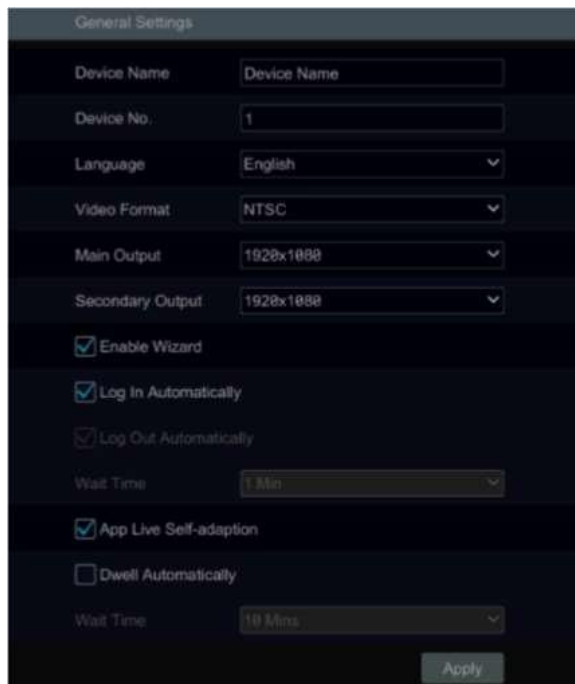 General Settings
Device Name Device Name
Device No. 1
Language English
Video Format NTSC
Main Output 1920x1080
Secondary Output 1920x1080
Enable Wizard
Log In Automatically
Log Out Automatically
Wait Time 1 Min
App Live Self-adaption
Dwell Automatically
Wait Time 10 Mins
Apply